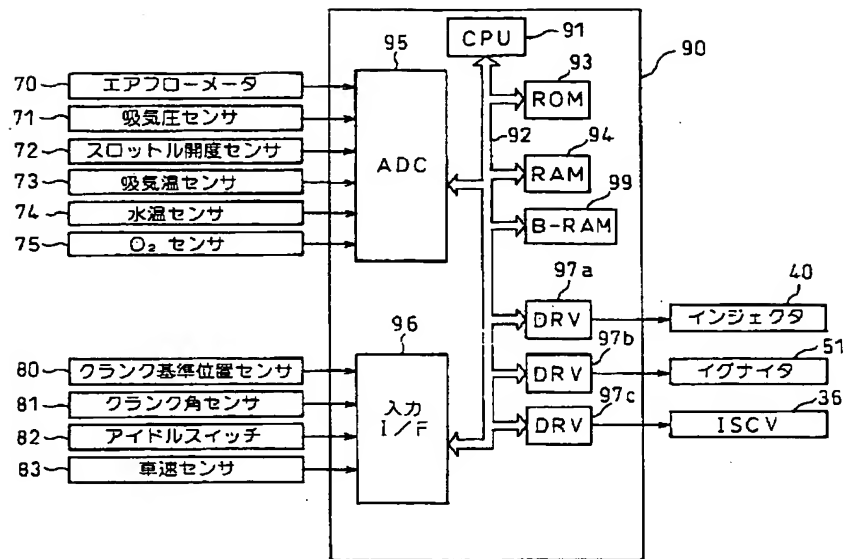 91
CPU
90
95
93
70
エアフローメータ
ROM
71
吸気圧センサ
92
72
スロットル開度センサ
ADC
94
73
吸気温センサ
RAM
74
水温センサ
99
75
O₂ センサ
B-RAM
97a
40
DRV
インジェクタ
96
97b
51
80
クランク基準位置センサ
DRV
イグナイタ
81
クランク角センサ
入力
I/F
97c
36
82
アイドルスイッチ
DRV
ISCV
83
車速センサ